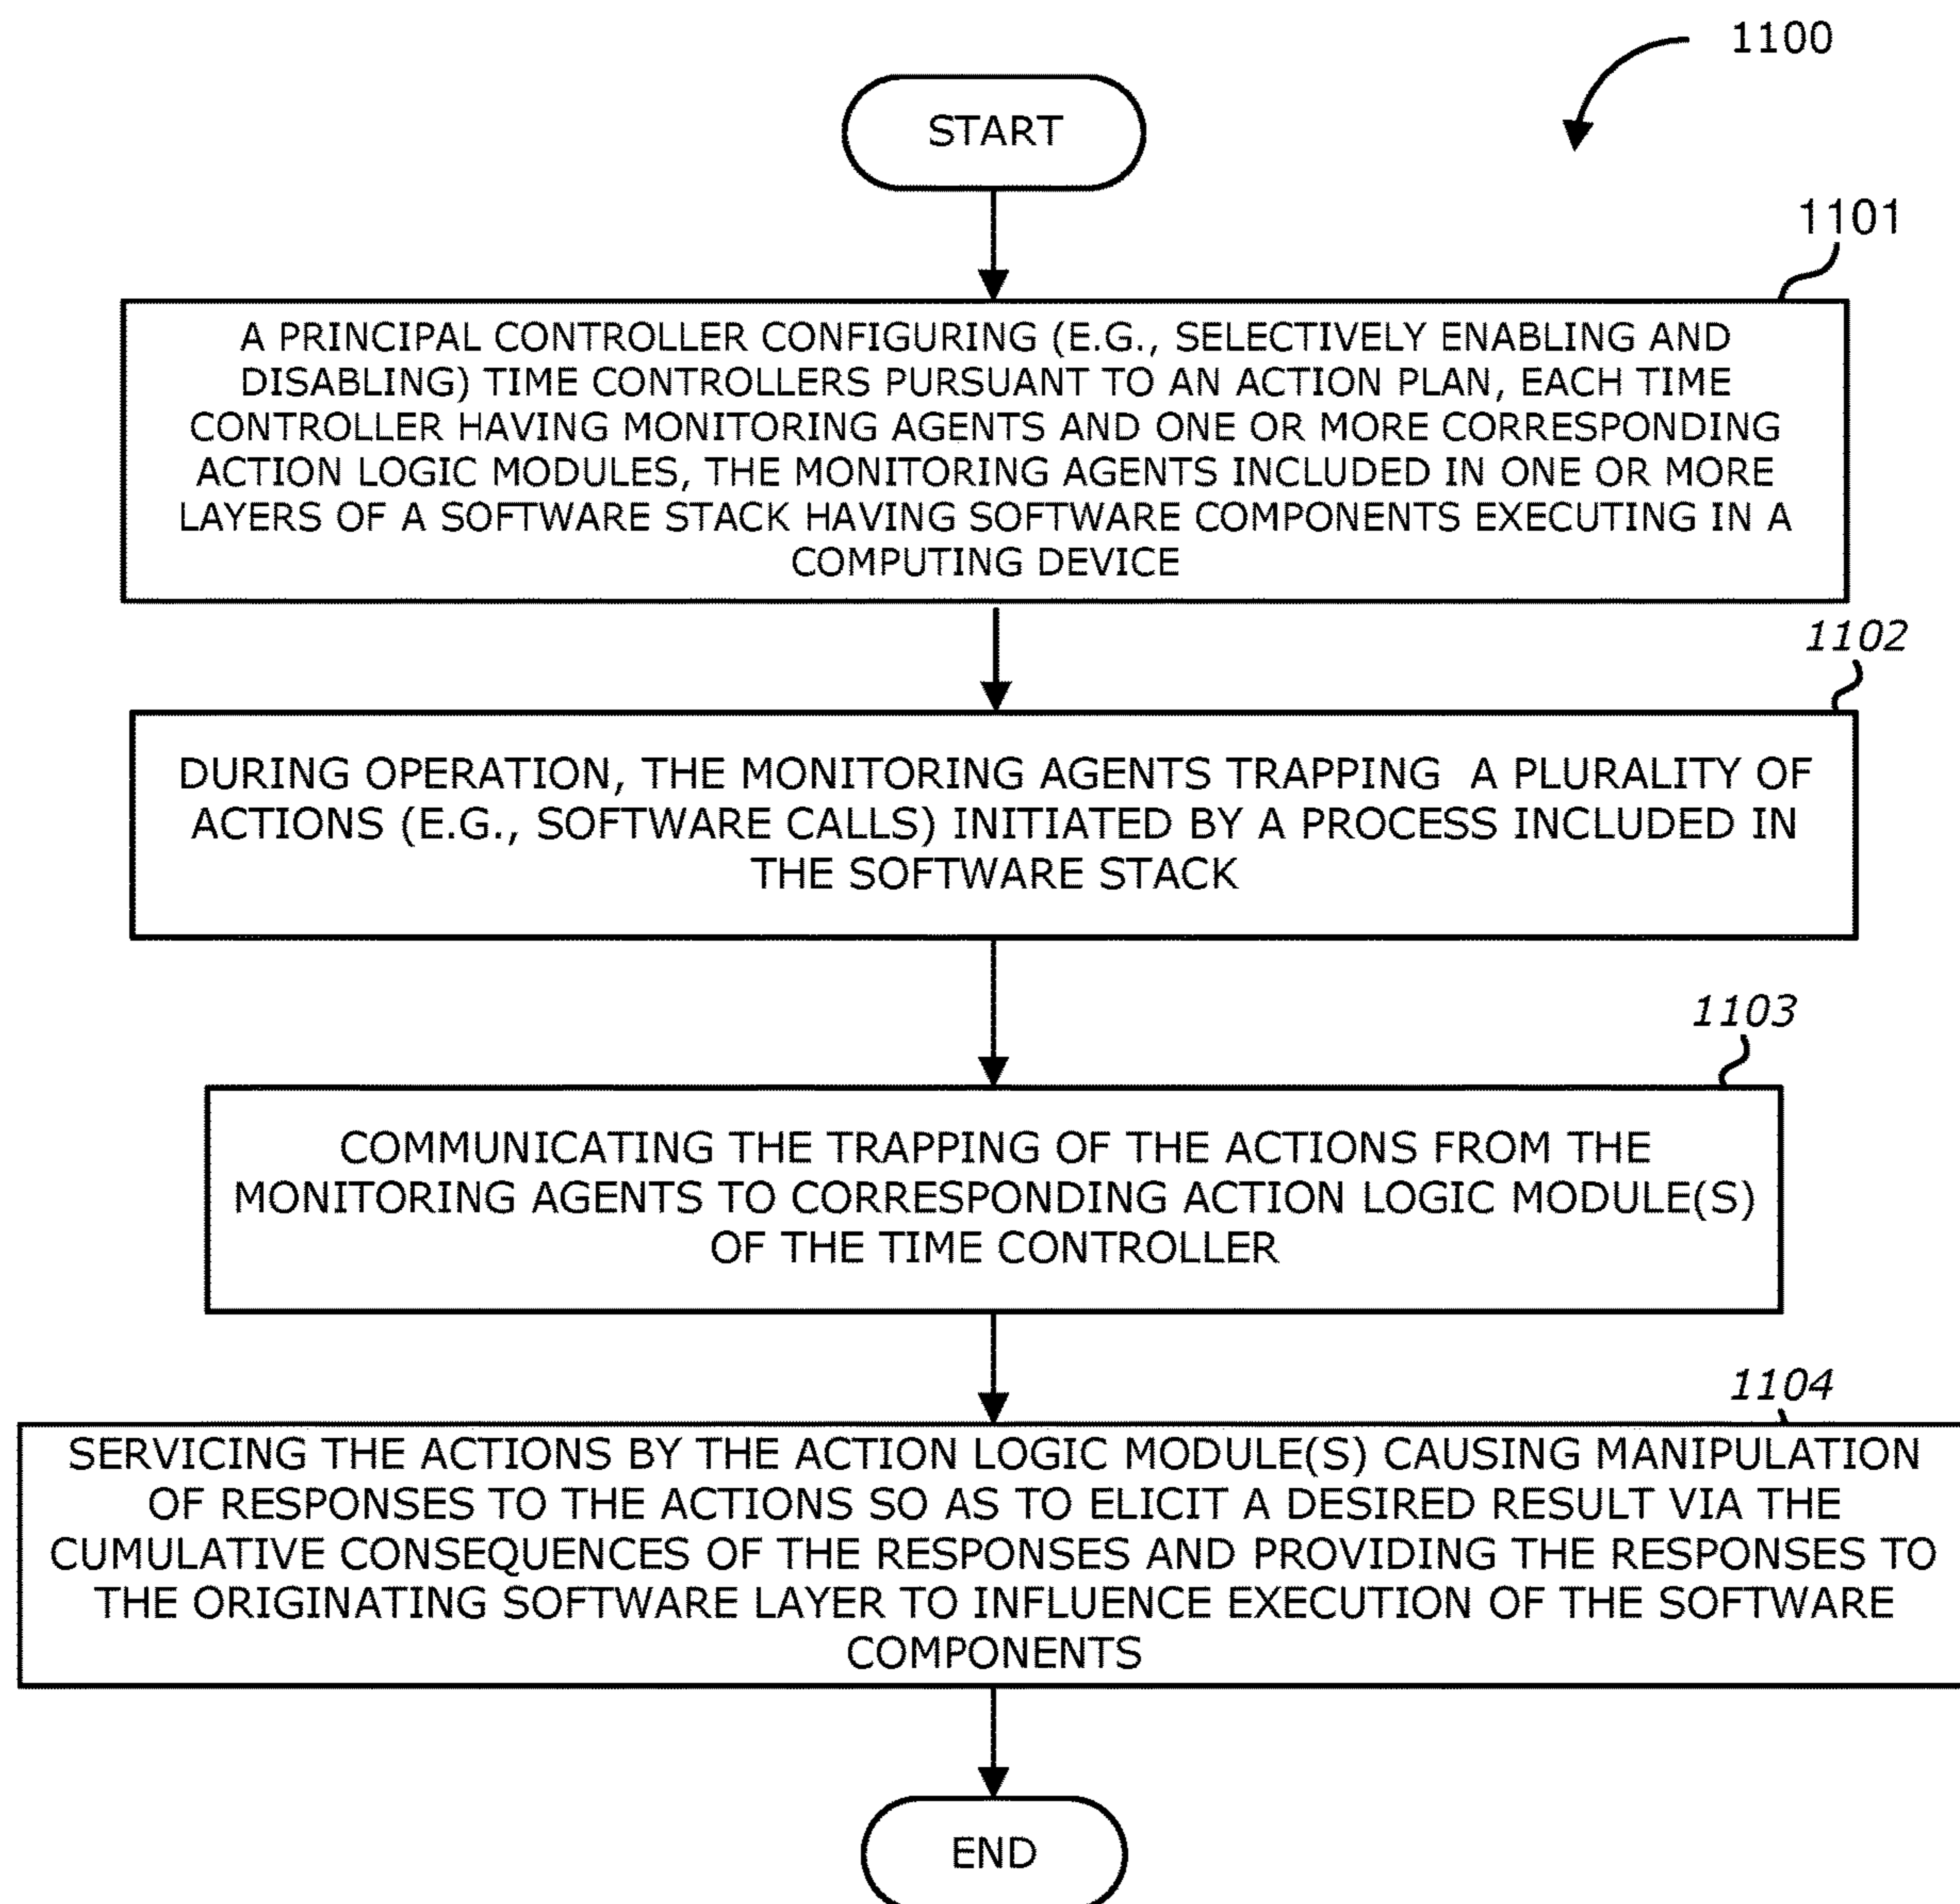 1100
START
1101
A PRINCIPAL CONTROLLER CONFIGURING (E.G., SELECTIVELY ENABLING AND
DISABLING) TIME CONTROLLERS PURSUANT TO AN ACTION PLAN, EACH TIME
CONTROLLER HAVING MONITORING AGENTS AND ONE OR MORE CORRESPONDING
ACTION LOGIC MODULES, THE MONITORING AGENTS INCLUDED IN ONE OR MORE
LAYERS OF A SOFTWARE STACK HAVING SOFTWARE COMPONENTS EXECUTING IN A
COMPUTING DEVICE
1102
DURING OPERATION, THE MONITORING AGENTS TRAPPING A PLURALITY OF
ACTIONS (E.G., SOFTWARE CALLS) INITIATED BY A PROCESS INCLUDED IN
THE SOFTWARE STACK
1103
COMMUNICATING THE TRAPPING OF THE ACTIONS FROM THE
MONITORING AGENTS TO CORRESPONDING ACTION LOGIC MODULE(S)
OF THE TIME CONTROLLER
1104
SERVICING THE ACTIONS BY THE ACTION LOGIC MODULE(S) CAUSING MANIPULATION
OF RESPONSES TO THE ACTIONS SO AS TO ELICIT A DESIRED RESULT VIA THE
CUMULATIVE CONSEQUENCES OF THE RESPONSES AND PROVIDING THE RESPONSES TO
THE ORIGINATING SOFTWARE LAYER TO INFLUENCE EXECUTION OF THE SOFTWARE
COMPONENTS
END